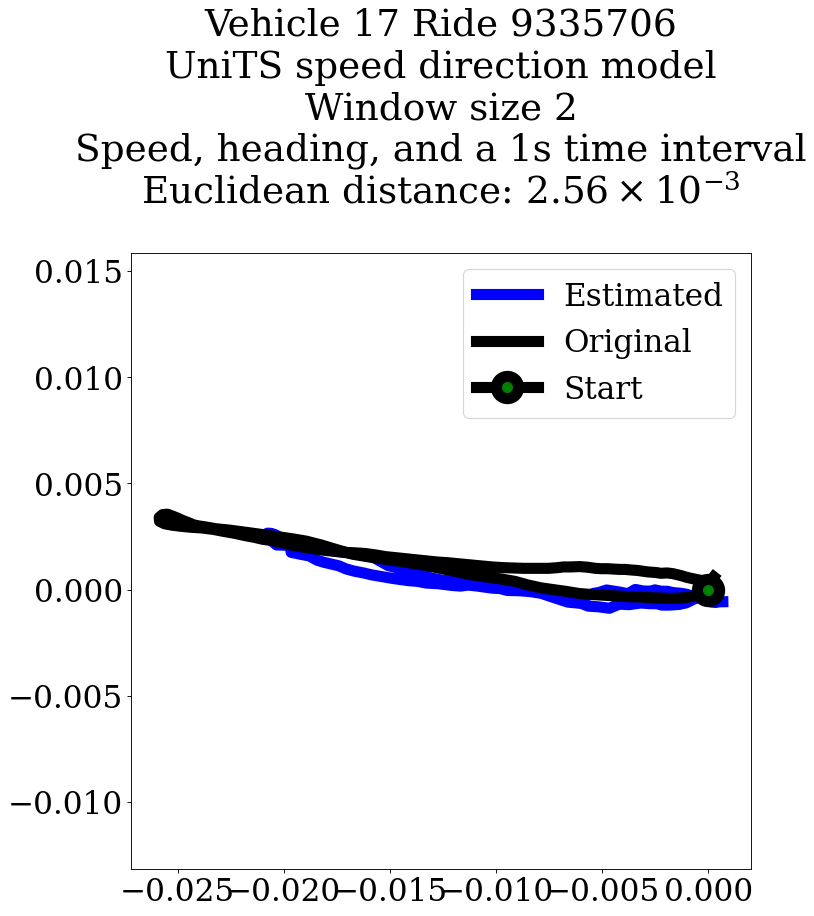 Vehicle 17 Ride 9335706
UniTS speed direction model
Window size 2
Speed, heading, and a 1s time interval
Euclidean distance: 2.56 × 10⁻³
Estimated
Original
Start
0.015
0.010
0.005
0.000
−0.005
−0.010
−0.025 −0.020 −0.015 −0.010 −0.005 0.000